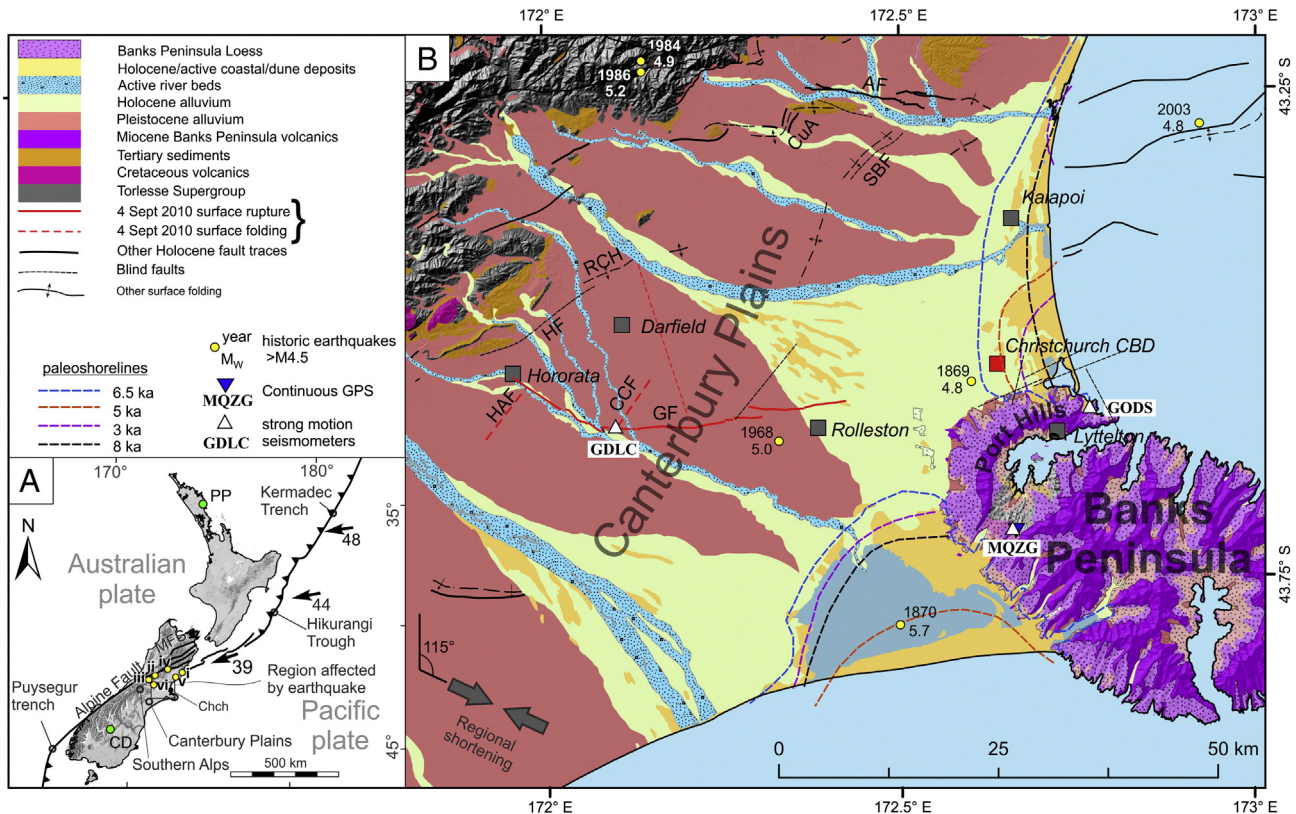 172° E
172.5° E
173° E
Banks Peninsula Loess
Holocene/active coastal/dune deposits
Active river beds
Holocene alluvium
Pleistocene alluvium
Miocene Banks Peninsula volcanics
Tertiary sediments
Cretaceous volcanics
Torlesse Supergroup
4 Sept 2010 surface rupture
4 Sept 2010 surface folding
}
Other Holocene fault traces
Blind faults
Other surface folding
year
Mw
historic earthquakes
>M4.5
MQZG
Continuous GPS
GDLC
strong motion
seismometers
paleoshorelines
6.5 ka
5 ka
3 ka
8 ka
A
170°
180°
N
PP
Kermadec
Trench
48
Australian
plate
44
Hikurangi
Trough
39
MFS
Alpine Fault
ii
iv
iii
vi
v
i
Region affected
by earthquake
Puysegur
trench
Chch
Pacific
plate
CD
Canterbury Plains
Southern Alps
500 km
35°
45°
B
1984
4.9
1986
5.2
AF
CuA
SBF
2003
4.8
43.25° S
Kaiapoi
RCH
HF
Darfield
Canterbury Plains
Hororata
HAF
CCF
GF
GDLC
1968
5.0
Rolleston
1869
4.8
Christchurch CBD
GODS
Port Hills
Lyttelton
Banks
Peninsula
MQZG
43.75° S
1870
5.7
115°
Regional
shortening
0
25
50 km
172° E
172.5° E
173° E